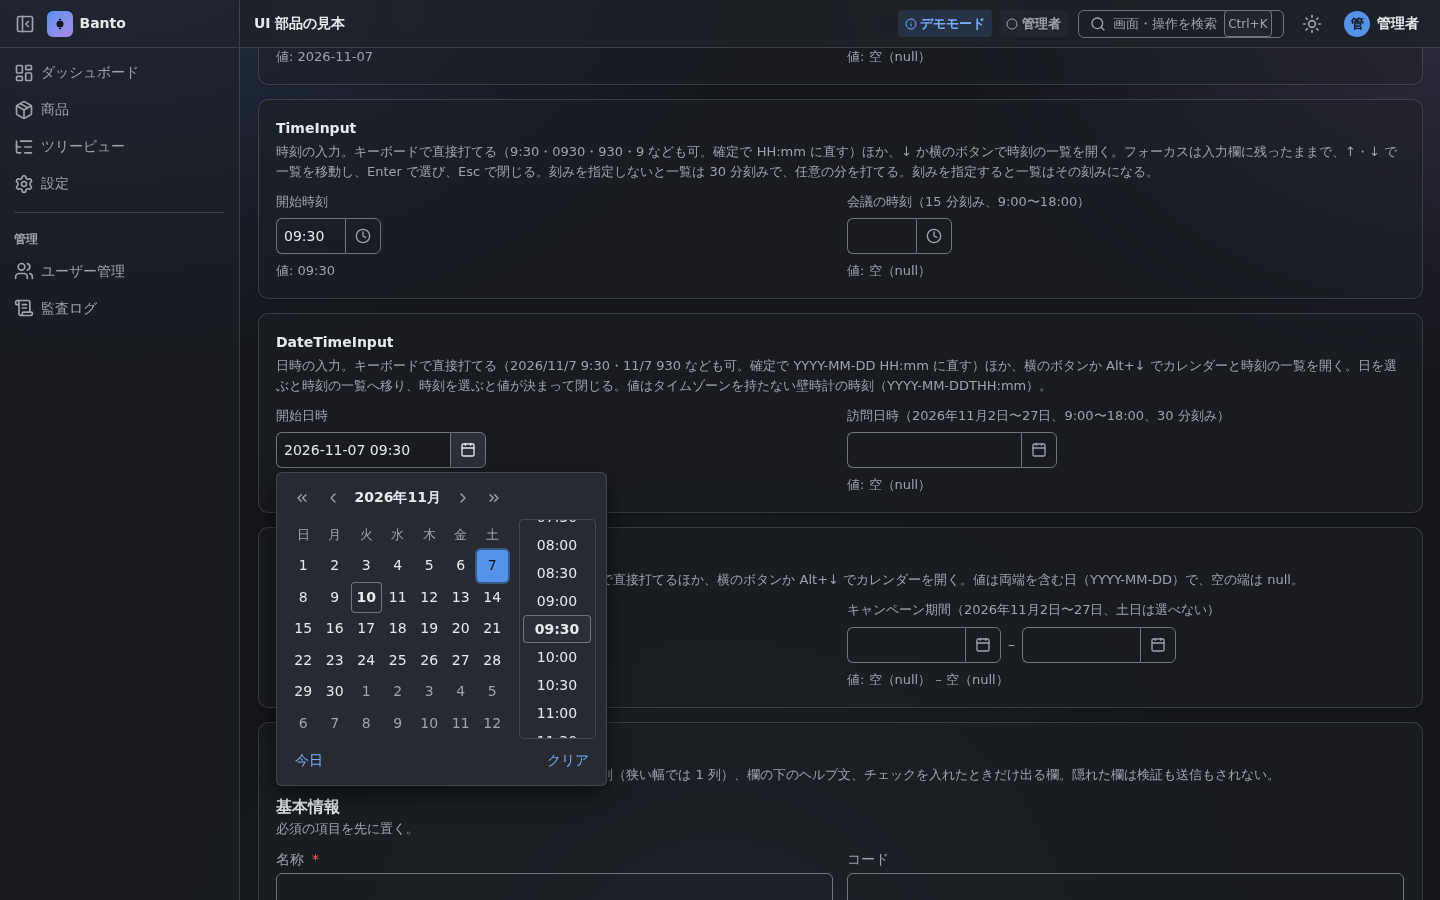 Banto
UI 部品の見本
デモモード
管理者
画面・操作を検索
Ctrl+K
管
管理者
ダッシュボード
商品
ツリービュー
設定
管理
ユーザー管理
監査ログ
値: 2026-11-07
値: 空（null）
TimeInput
時刻の入力。キーボードで直接打てる（9:30・0930・930・9 なども可。確定で HH:mm に直す）ほか、↓ か横のボタンで時刻の一覧を開く。フォーカスは入力欄に残ったままで、↑・↓ で
一覧を移動し、Enter で選び、Esc で閉じる。刻みを指定しないと一覧は 30 分刻みで、任意の分を打てる。刻みを指定すると一覧はその刻みになる。
開始時刻
会議の時刻（15 分刻み、9:00〜18:00）
09:30
値: 09:30
値: 空（null）
DateTimeInput
日時の入力。キーボードで直接打てる（2026/11/7 9:30・11/7 930 なども可。確定で YYYY-MM-DD HH:mm に直す）ほか、横のボタンか Alt+↓ でカレンダーと時刻の一覧を開く。日を選
ぶと時刻の一覧へ移り、時刻を選ぶと値が決まって閉じる。値はタイムゾーンを持たない壁時計の時刻（YYYY-MM-DDTHH:mm）。
開始日時
訪問日時（2026年11月2日〜27日、9:00〜18:00、30 分刻み）
2026-11-07 09:30
値: 空（null）
2026年11月
日 月 火 水 木 金 土
1 2 3 4 5 6 7
8 9 10 11 12 13 14
15 16 17 18 19 20 21
22 23 24 25 26 27 28
29 30 1 2 3 4 5
6 7 8 9 10 11 12
08:00
08:30
09:00
09:30
10:00
10:30
11:00
今日
クリア
で直接打てるほか、横のボタンか Alt+↓ でカレンダーを開く。値は両端を含む日（YYYY-MM-DD）で、空の端は null。
キャンペーン期間（2026年11月2日〜27日、土日は選べない）
–
値: 空（null） – 空（null）
（狭い幅では 1 列）、欄の下のヘルプ文、チェックを入れたときだけ出る欄。隠れた欄は検証も送信もされない。
基本情報
必須の項目を先に置く。
名称 *
コード